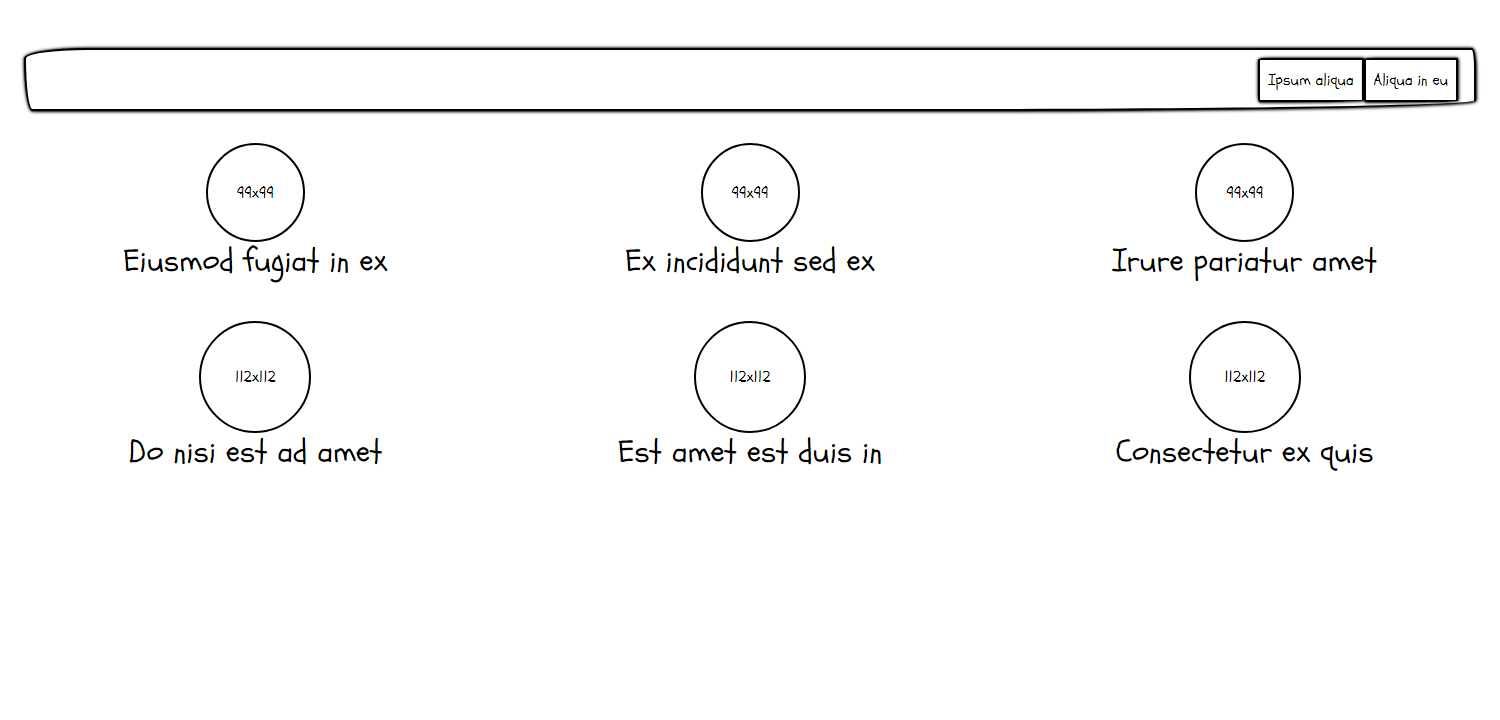 Ipsum aliqua Aliqua in eu
99x99 99x99 99x99
Eiusmod fugiat in ex Ex incididunt sed ex Irure pariatur amet
112x112 112x112 112x112
Do nisi est ad amet Est amet est duis in Consectetur ex quis